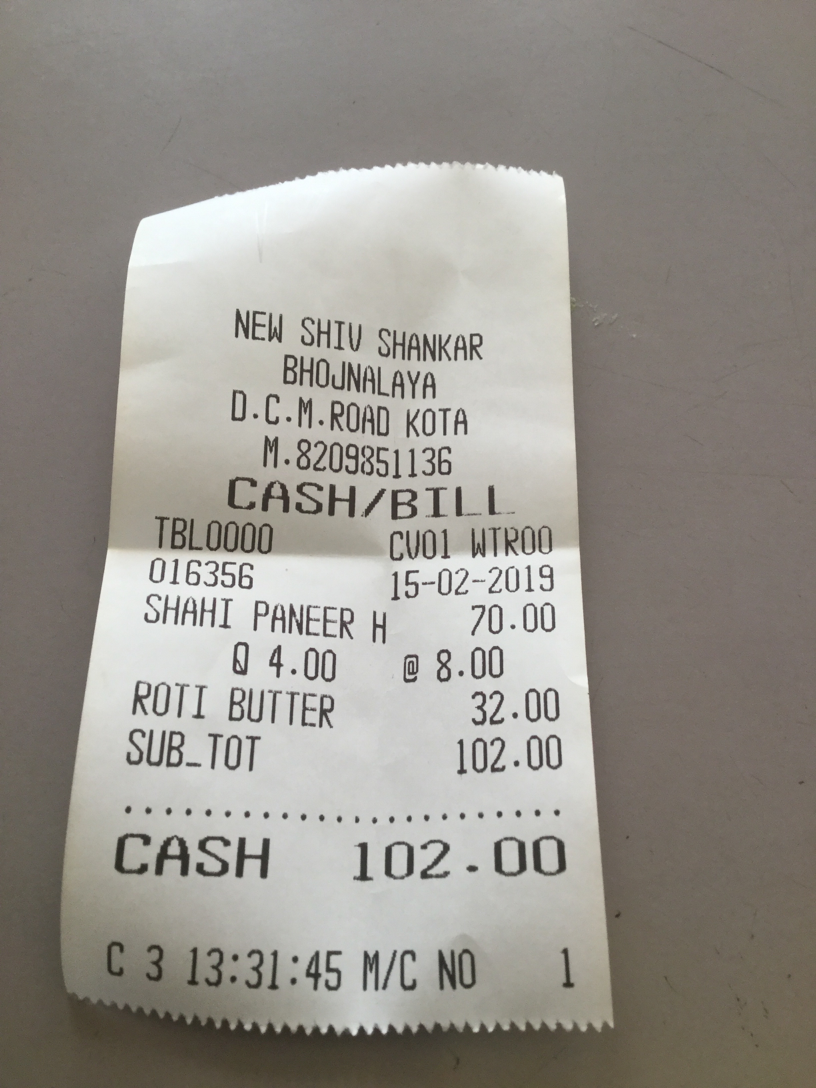 NEW SHIV SHANKAR
BHOJNALAYA
D.C.M.ROAD KOTA
M.8209851136
CASH/BILL
TBL0000 CV01 WTR00
016356 15-02-2019
SHAHI PANEER H 70.00
Q 4.00 @ 8.00
ROTI BUTTER 32.00
SUB_TOT 102.00
........................
CASH 102.00
C 3 13:31:45 M/C NO 1